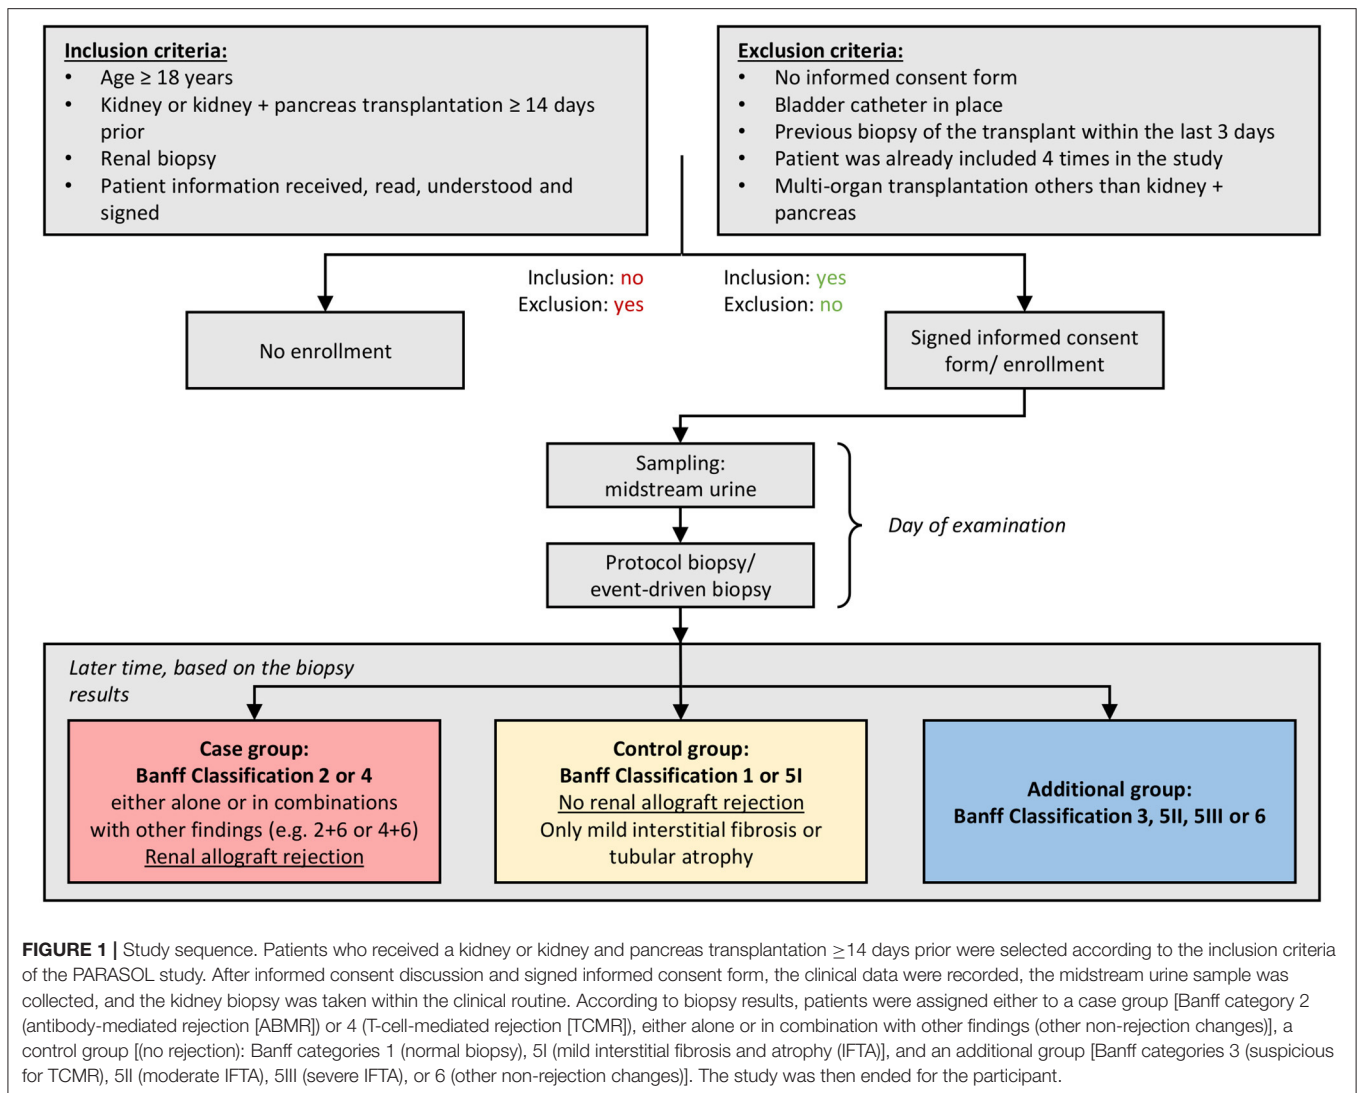 Inclusion criteria:
• Age ≥ 18 years
• Kidney or kidney + pancreas transplantation ≥ 14 days
prior
• Renal biopsy
• Patient information received, read, understood and
signed
Exclusion criteria:
• No informed consent form
• Bladder catheter in place
• Previous biopsy of the transplant within the last 3 days
• Patient was already included 4 times in the study
• Multi-organ transplantation others than kidney +
pancreas
Inclusion: no
Exclusion: yes
Inclusion: yes
Exclusion: no
No enrollment
Signed informed consent
form/ enrollment
Sampling:
midstream urine
Protocol biopsy/
event-driven biopsy
Day of examination
Later time, based on the biopsy
results
Case group:
Banff Classification 2 or 4
either alone or in combinations
with other findings (e.g. 2+6 or 4+6)
Renal allograft rejection
Control group:
Banff Classification 1 or 5I
No renal allograft rejection
Only mild interstitial fibrosis or
tubular atrophy
Additional group:
Banff Classification 3, 5II, 5III or 6
FIGURE 1 | Study sequence. Patients who received a kidney or kidney and pancreas transplantation ≥14 days prior were selected according to the inclusion criteria
of the PARASOL study. After informed consent discussion and signed informed consent form, the clinical data were recorded, the midstream urine sample was
collected, and the kidney biopsy was taken within the clinical routine. According to biopsy results, patients were assigned either to a case group [Banff category 2
(antibody-mediated rejection [ABMR]) or 4 (T-cell-mediated rejection [TCMR]), either alone or in combination with other findings (other non-rejection changes)], a
control group [(no rejection): Banff categories 1 (normal biopsy), 5I (mild interstitial fibrosis and atrophy (IFTA)], and an additional group [Banff categories 3 (suspicious
for TCMR), 5II (moderate IFTA), 5III (severe IFTA), or 6 (other non-rejection changes)]. The study was then ended for the participant.